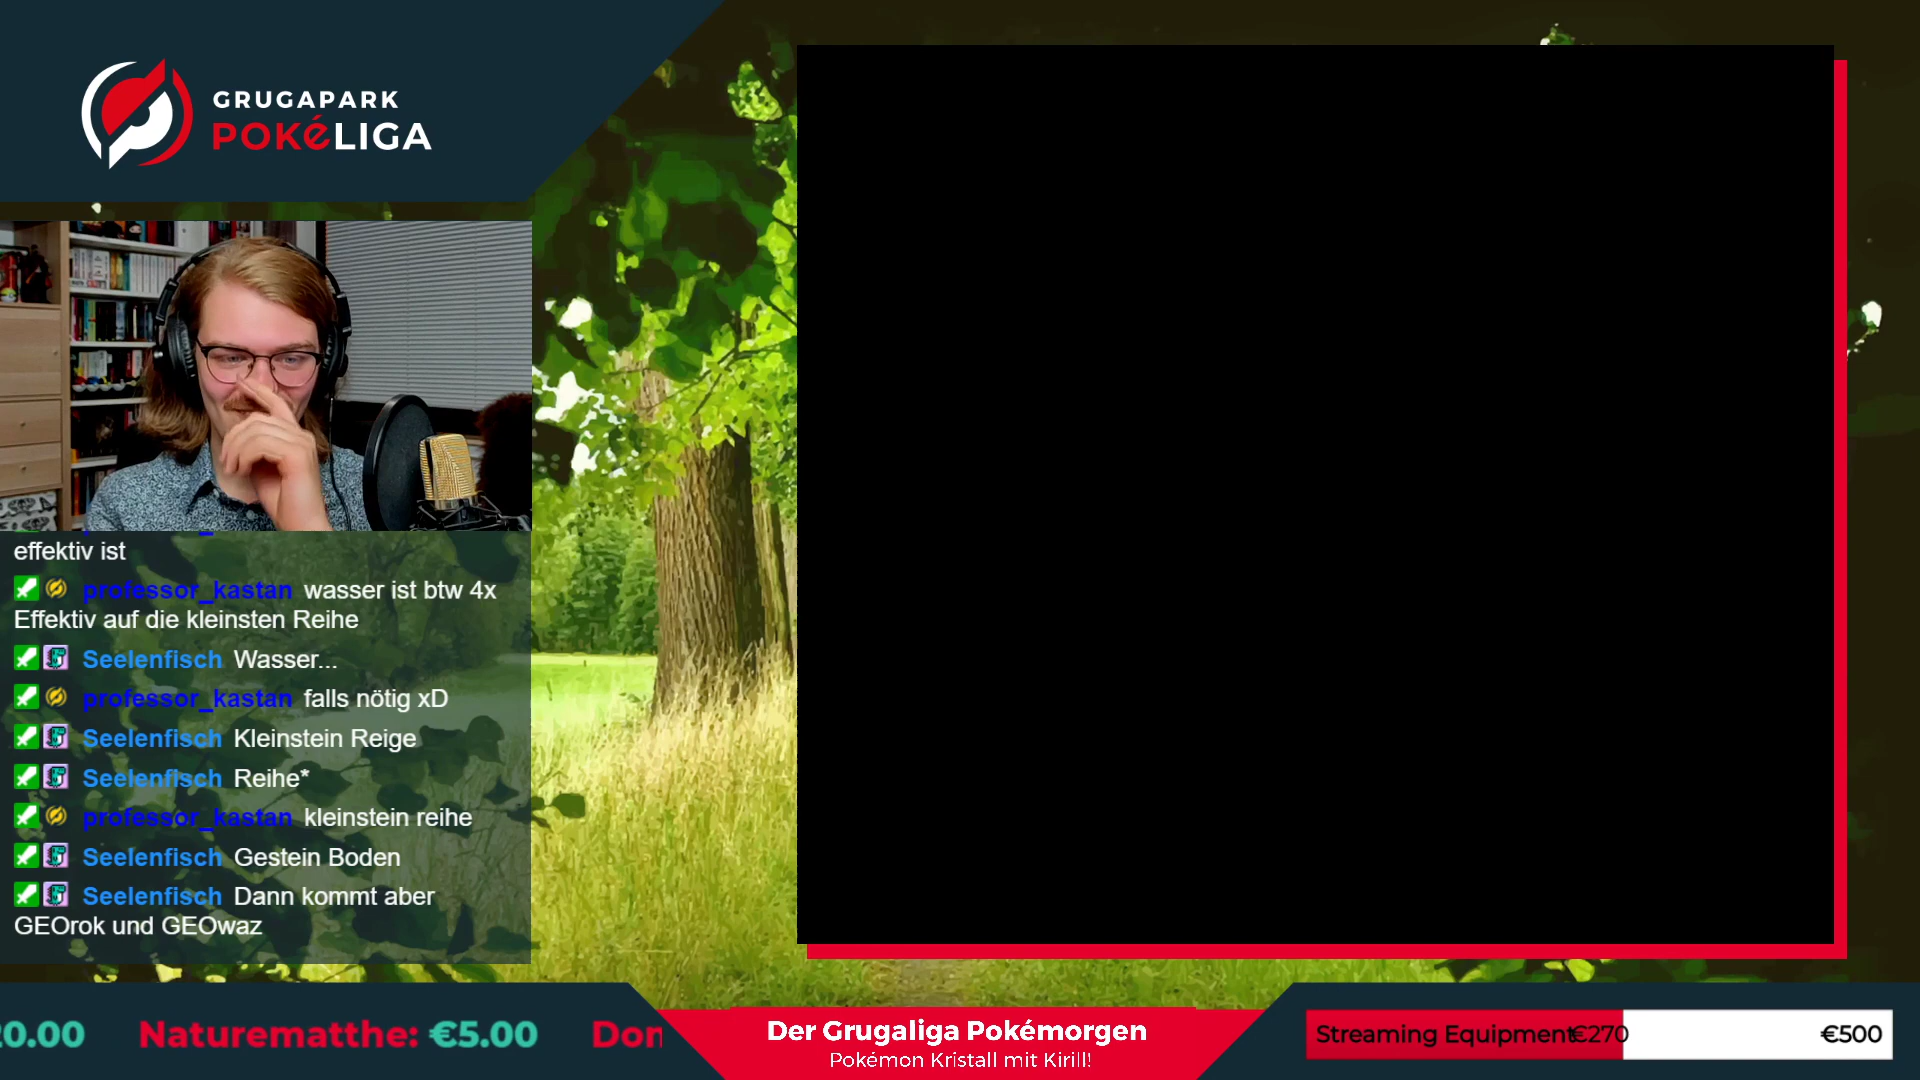 GRUGAPARK
POKéLIGA
effektiv ist
professor_kastan wasser ist btw 4x
Effektiv auf die kleinsten Reihe
Seelenfisch Wasser...
professor_kastan falls nötig xD
Seelenfisch Kleinstein Reige
Seelenfisch Reihe*
professor_kastan kleinstein reihe
Seelenfisch Gestein Boden
Seelenfisch Dann kommt aber
GEOrok und GEOwaz
0.00 Naturematthe: €5.00 Don
Der Grugaliga Pokémorgen
Pokémon Kristall mit Kirill!
Streaming Equipment €270 €500